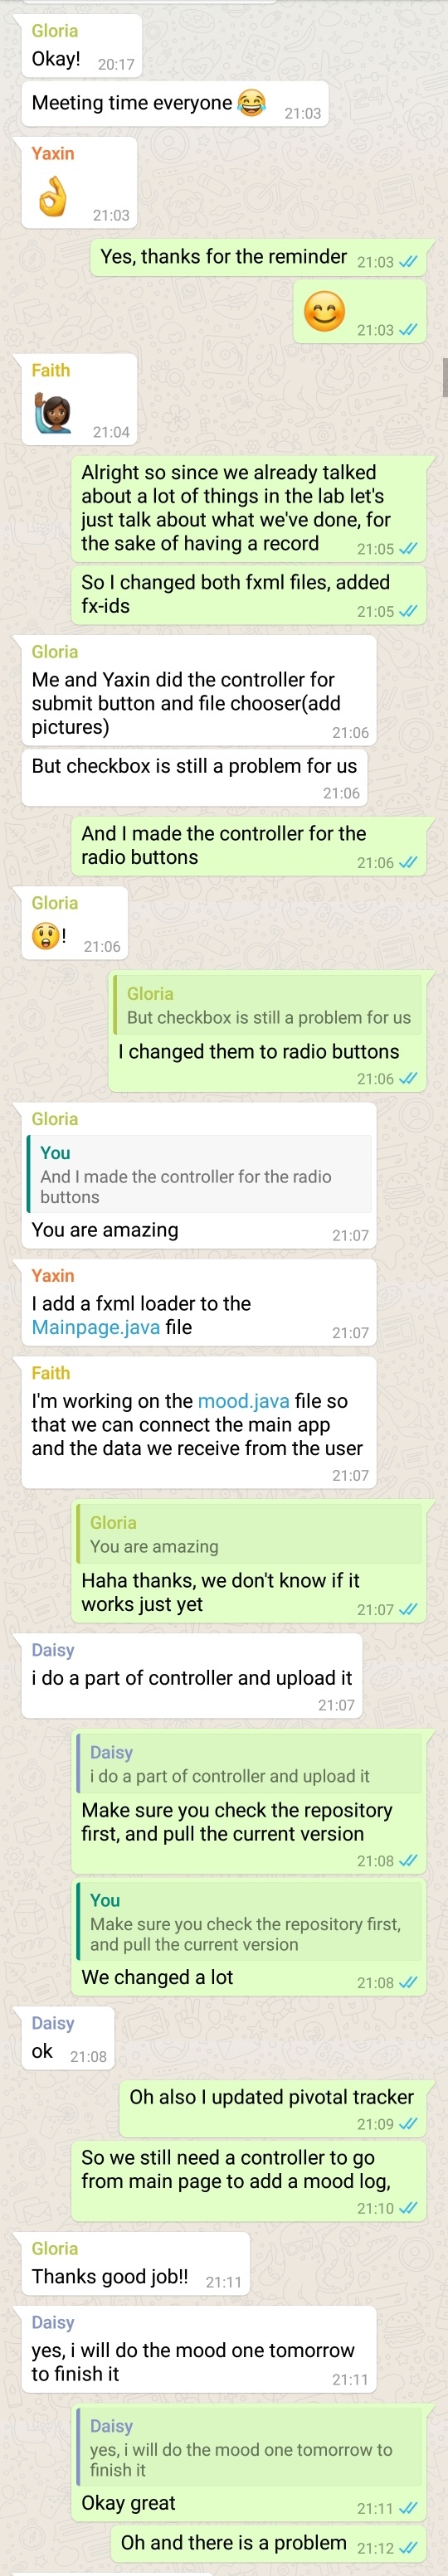 Gloria
Okay! 20:17
Meeting time everyone 😂 21:03
Yaxin
👌 21:03
Yes, thanks for the reminder 21:03
😊 21:03
Faith
🙋🏾‍♀️ 21:04
Alright so since we already talked
about a lot of things in the lab let's
just talk about what we've done, for
the sake of having a record 21:05
So I changed both fxml files, added
fx-ids 21:05
Gloria
Me and Yaxin did the controller for
submit button and file chooser(add
pictures) 21:06
But checkbox is still a problem for us
21:06
And I made the controller for the
radio buttons 21:06
Gloria
😲! 21:06
Gloria
But checkbox is still a problem for us
I changed them to radio buttons
21:06
Gloria
You
And I made the controller for the radio
buttons
You are amazing 21:07
Yaxin
I add a fxml loader to the
Mainpage.java file 21:07
Faith
I'm working on the mood.java file so
that we can connect the main app
and the data we receive from the user
21:07
Gloria
You are amazing
Haha thanks, we don't know if it
works just yet 21:07
Daisy
i do a part of controller and upload it
21:07
Daisy
i do a part of controller and upload it
Make sure you check the repository
first, and pull the current version
21:08
You
Make sure you check the repository first,
and pull the current version
We changed a lot 21:08
Daisy
ok 21:08
Oh also I updated pivotal tracker
21:09
So we still need a controller to go
from main page to add a mood log,
21:10
Gloria
Thanks good job!! 21:11
Daisy
yes, i will do the mood one tomorrow
to finish it 21:11
Daisy
yes, i will do the mood one tomorrow to
finish it
Okay great 21:11
Oh and there is a problem 21:12